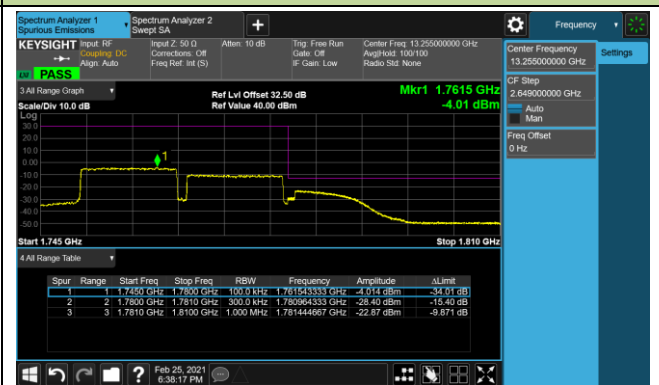 Spectrum Analyzer 1
Spurious Emissions
Spectrum Analyzer 2
Swept SA
+
Frequency
KEYSIGHT
Input: RF
Coupling: DC
Align: Auto
Input Z: 50 Ω
Corrections: Off
Freq Ref: Int (S)
Atten: 10 dB
Trig: Free Run
Gate: Off
IF Gain: Low
Center Freq: 13.255000000 GHz
Avg|Hold: 100/100
Radio Std: None
LXI
PASS
Center Frequency
13.255000000 GHz
Settings
CF Step
2.649000000 GHz
Auto
Man
Freq Offset
0 Hz
3 All Range Graph
Scale/Div 10.0 dB
Ref Lvl Offset 32.50 dB
Ref Value 40.00 dBm
Mkr1 1.7615 GHz
-4.01 dBm
Log
30.0
20.0
10.0
0.00
-10.0
-20.0
-30.0
-40.0
-50.0
1
Start 1.745 GHz
Stop 1.810 GHz
4 All Range Table
Spur Range Start Freq Stop Freq RBW Frequency Amplitude ΔLimit
1 1 1.7450 GHz 1.7800 GHz 100.0 kHz 1.761543333 GHz -4.014 dBm -34.01 dB
2 2 1.7800 GHz 1.7810 GHz 300.0 kHz 1.780964333 GHz -28.40 dBm -15.40 dB
3 3 1.7810 GHz 1.8100 GHz 1.000 MHz 1.781444667 GHz -22.87 dBm -9.871 dB
?
Feb 25, 2021
6:38:17 PM